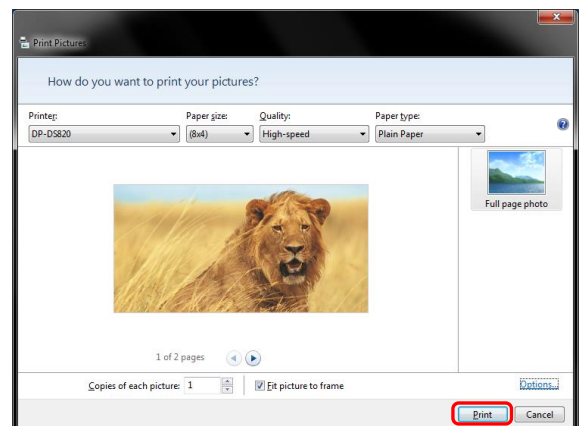 Print Pictures
How do you want to print your pictures?
Printer: Paper size: Quality: Paper type:
DP-DS820 (8x4) High-speed Plain Paper
Full page photo
1 of 2 pages
Copies of each picture: 1 Fit picture to frame Options...
Print Cancel